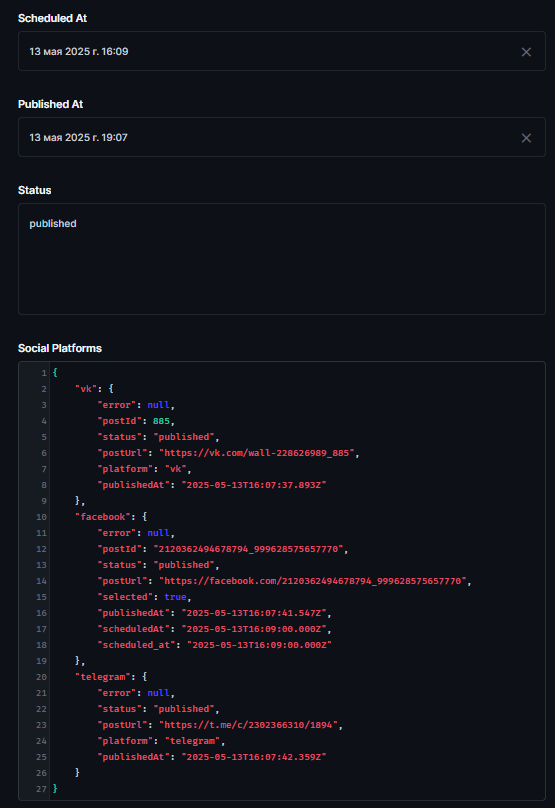 Scheduled At
13 мая 2025 г. 16:09
Published At
13 мая 2025 г. 19:07
Status
published
Social Platforms
1 {
2 "vk": {
3 "error": null,
4 "postId": 885,
5 "status": "published",
6 "postUrl": "https://vk.com/wall-228626989_885",
7 "platform": "vk",
8 "publishedAt": "2025-05-13T16:07:37.893Z"
9 },
10 "facebook": {
11 "error": null,
12 "postId": "2120362494678794_999628575657770",
13 "status": "published",
14 "postUrl": "https://facebook.com/2120362494678794_999628575657770",
15 "selected": true,
16 "publishedAt": "2025-05-13T16:07:41.547Z",
17 "scheduledAt": "2025-05-13T16:09:00.000Z",
18 "scheduled_at": "2025-05-13T16:09:00.000Z"
19 },
20 "telegram": {
21 "error": null,
22 "status": "published",
23 "postUrl": "https://t.me/c/2302366310/1894",
24 "platform": "telegram",
25 "publishedAt": "2025-05-13T16:07:42.359Z"
26 }
27 }